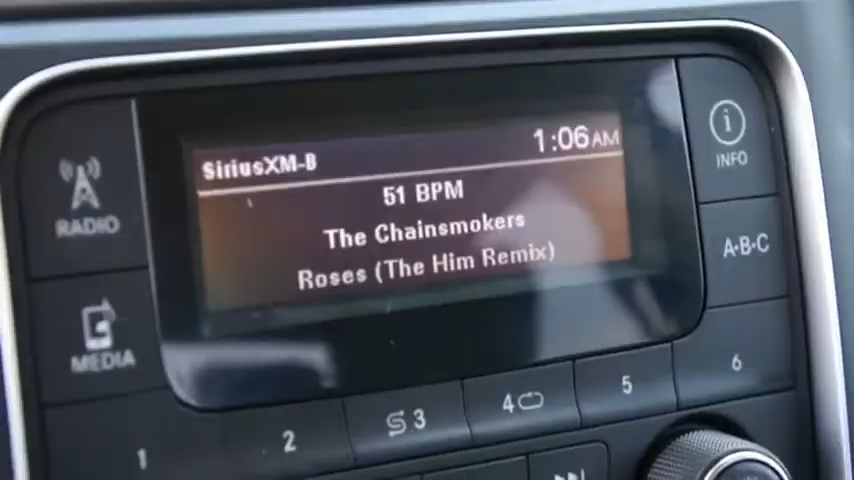 SiriusXM-B 1:06AM
51 BPM
The Chainsmokers
Roses (The Him Remix)
RADIO
MEDIA
i
INFO
A·B·C
1 2 3 4 5 6